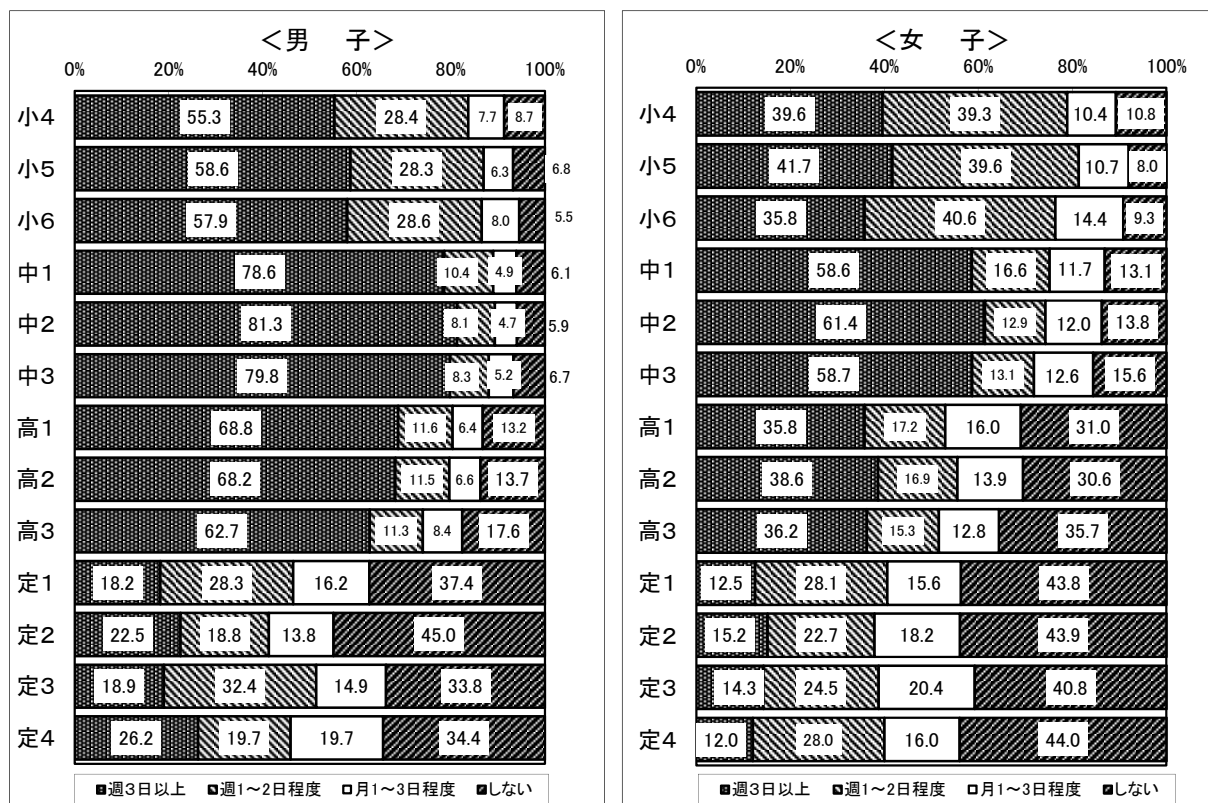 ＜男　子＞
0% 20% 40% 60% 80% 100%
小4 55.3 28.4 7.7 8.7
小5 58.6 28.3 6.3 6.8
小6 57.9 28.6 8.0 5.5
中1 78.6 10.4 4.9 6.1
中2 81.3 8.1 4.7 5.9
中3 79.8 8.3 5.2 6.7
高1 68.8 11.6 6.4 13.2
高2 68.2 11.5 6.6 13.7
高3 62.7 11.3 8.4 17.6
定1 18.2 28.3 16.2 37.4
定2 22.5 18.8 13.8 45.0
定3 18.9 32.4 14.9 33.8
定4 26.2 19.7 19.7 34.4
週3日以上 週1～2日程度 月1～3日程度 しない
＜女　子＞
0% 20% 40% 60% 80% 100%
小4 39.6 39.3 10.4 10.8
小5 41.7 39.6 10.7 8.0
小6 35.8 40.6 14.4 9.3
中1 58.6 16.6 11.7 13.1
中2 61.4 12.9 12.0 13.8
中3 58.7 13.1 12.6 15.6
高1 35.8 17.2 16.0 31.0
高2 38.6 16.9 13.9 30.6
高3 36.2 15.3 12.8 35.7
定1 12.5 28.1 15.6 43.8
定2 15.2 22.7 18.2 43.9
定3 14.3 24.5 20.4 40.8
定4 12.0 28.0 16.0 44.0
週3日以上 週1～2日程度 月1～3日程度 しない